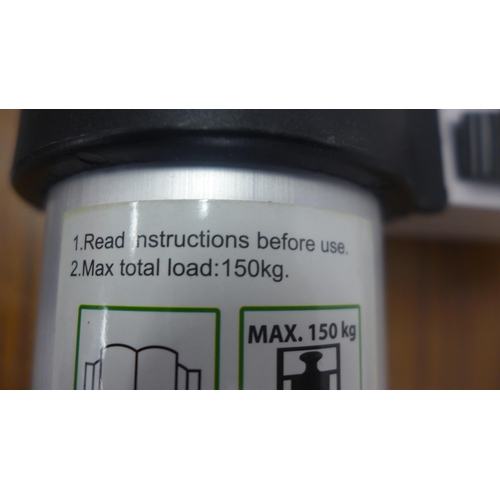 1.Read instructions before use.
2.Max total load:150kg.
MAX. 150 kg